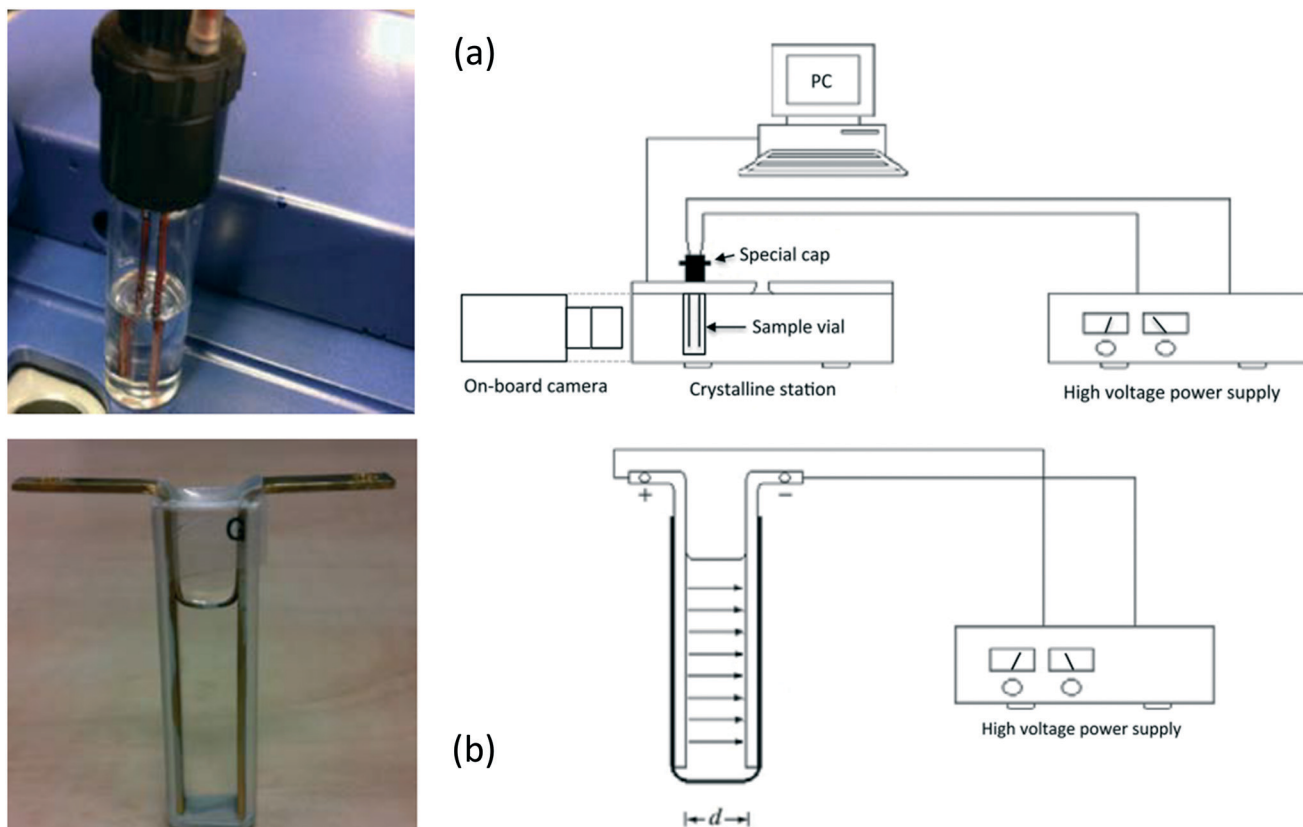 (a)
PC
Special cap
Sample vial
On-board camera
Crystalline station
High voltage power supply
G
+
−
High voltage power supply
(b)
d